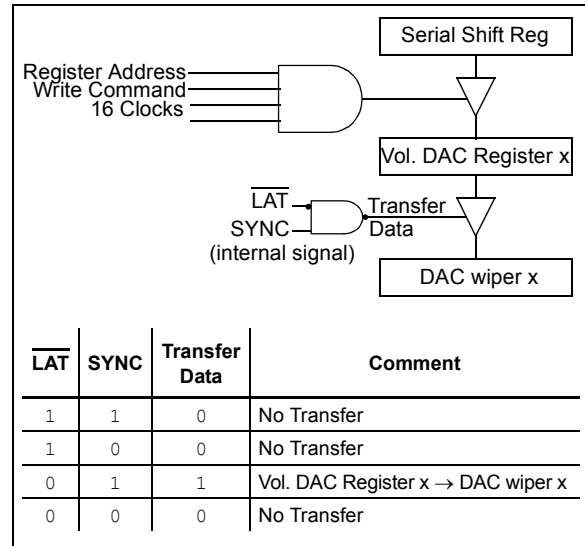 Serial Shift Reg
Register Address
Write Command
16 Clocks
Vol. DAC Register x
LAT
SYNC
(internal signal)
Transfer
Data
DAC wiper x
LAT SYNC Transfer Data Comment
1 1 0 No Transfer
1 0 0 No Transfer
0 1 1 Vol. DAC Register x → DAC wiper x
0 0 0 No Transfer